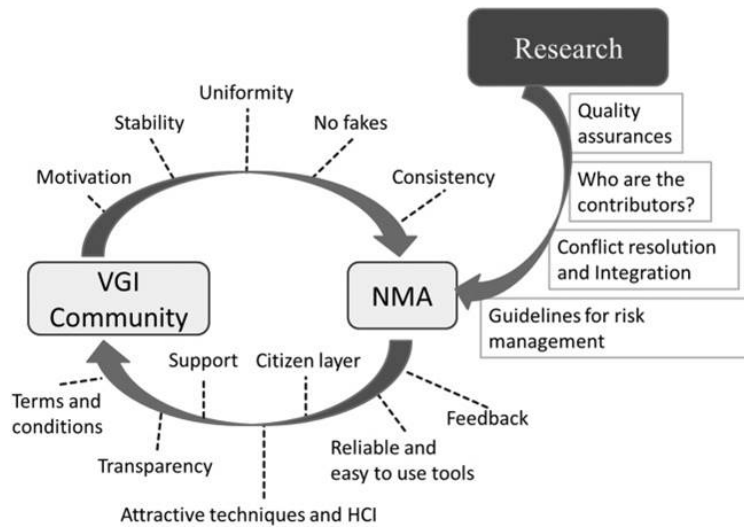 Research
Uniformity
Stability
No fakes
Motivation
Consistency
Quality
assurances
Who are the
contributors?
Conflict resolution
and Integration
Guidelines for risk
management
VGI
Community
NMA
Support
Citizen layer
Terms and
conditions
Feedback
Transparency
Reliable and
easy to use tools
Attractive techniques and HCI